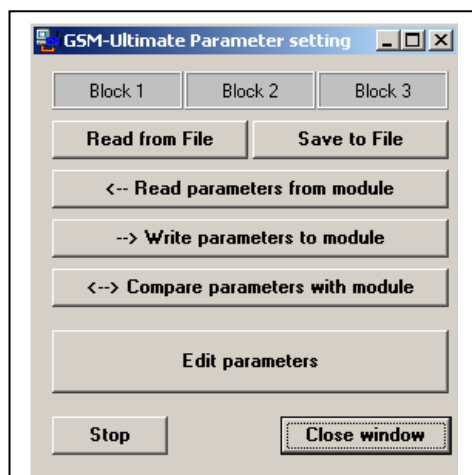 GSM-Ultimate Parameter setting
Block 1 Block 2 Block 3
Read from File Save to File
<-- Read parameters from module
--> Write parameters to module
<--> Compare parameters with module
Edit parameters
Stop Close window